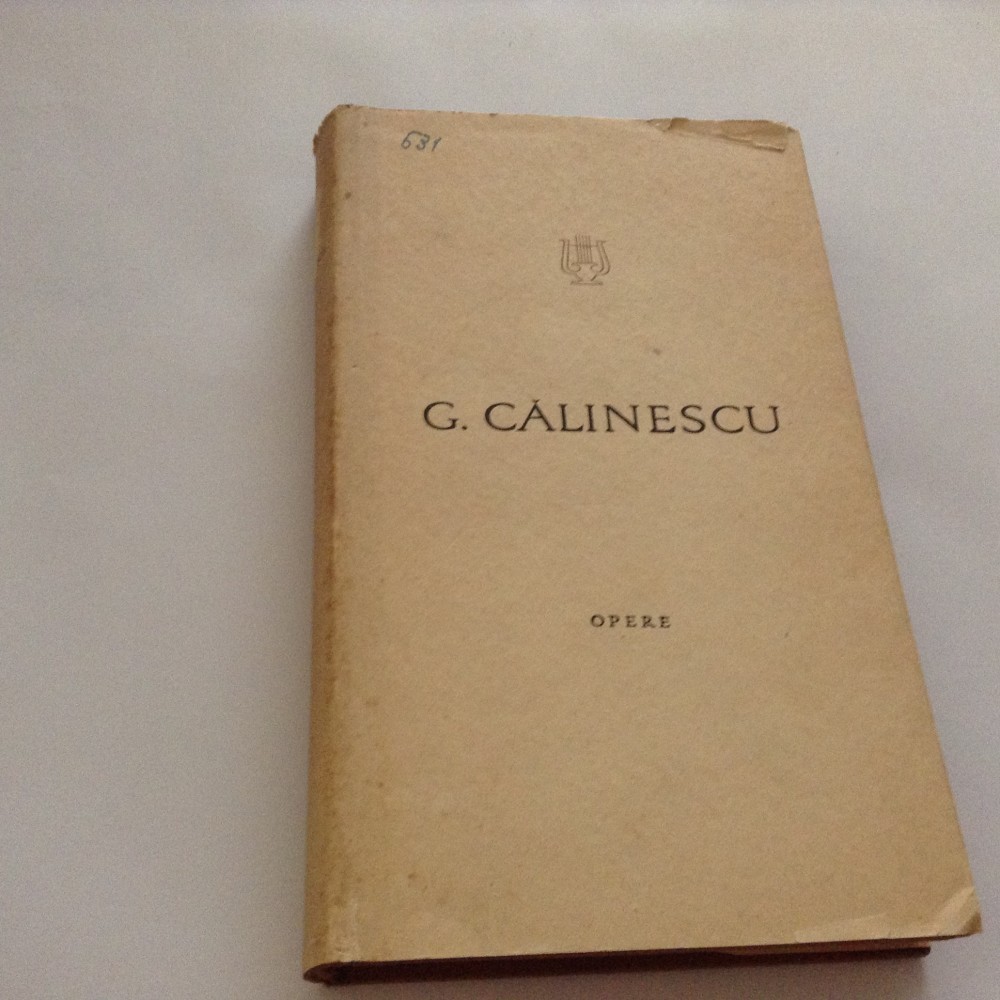 631
G. CĂLINESCU
OPERE